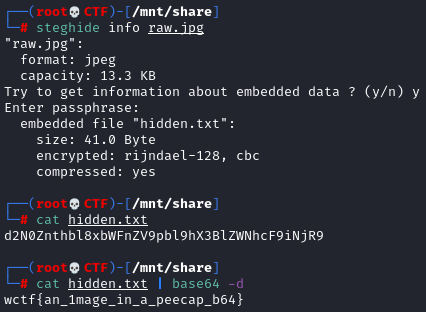 ┌──(root💀CTF)-[/mnt/share]
└─# steghide info raw.jpg
"raw.jpg":
  format: jpeg
  capacity: 13.3 KB
Try to get information about embedded data ? (y/n) y
Enter passphrase:
  embedded file "hidden.txt":
    size: 41.0 Byte
    encrypted: rijndael-128, cbc
    compressed: yes
┌──(root💀CTF)-[/mnt/share]
└─# cat hidden.txt
d2N0Znthbl8xbWFnZV9pbl9hX3BlZWNhcF9iNjR9
┌──(root💀CTF)-[/mnt/share]
└─# cat hidden.txt | base64 -d
wctf{an_1mage_in_a_peecap_b64}